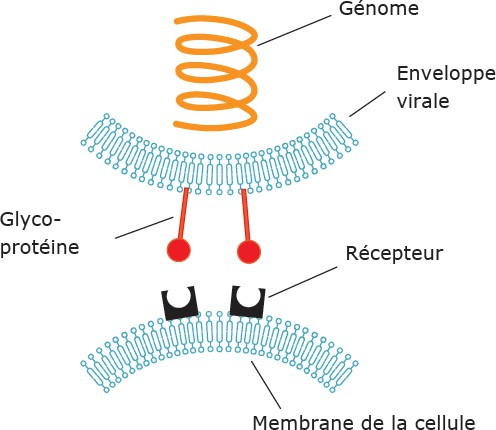 Génome
Enveloppe
virale
Glyco-
protéine
Récepteur
Membrane de la cellule